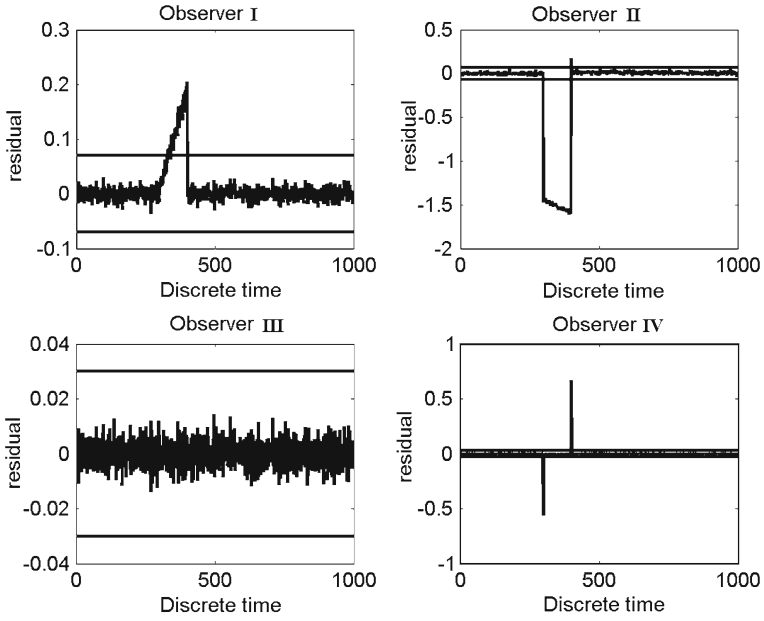 Observer I
0.3
0.2
0.1
0
-0.1
residual
0 500 1000
Discrete time
Observer II
0.5
0
-0.5
-1
-1.5
-2
residual
0 500 1000
Discrete time
Observer III
0.04
0.02
0
-0.02
-0.04
residual
0 500 1000
Discrete time
Observer IV
1
0.5
0
-0.5
-1
residual
0 500 1000
Discrete time